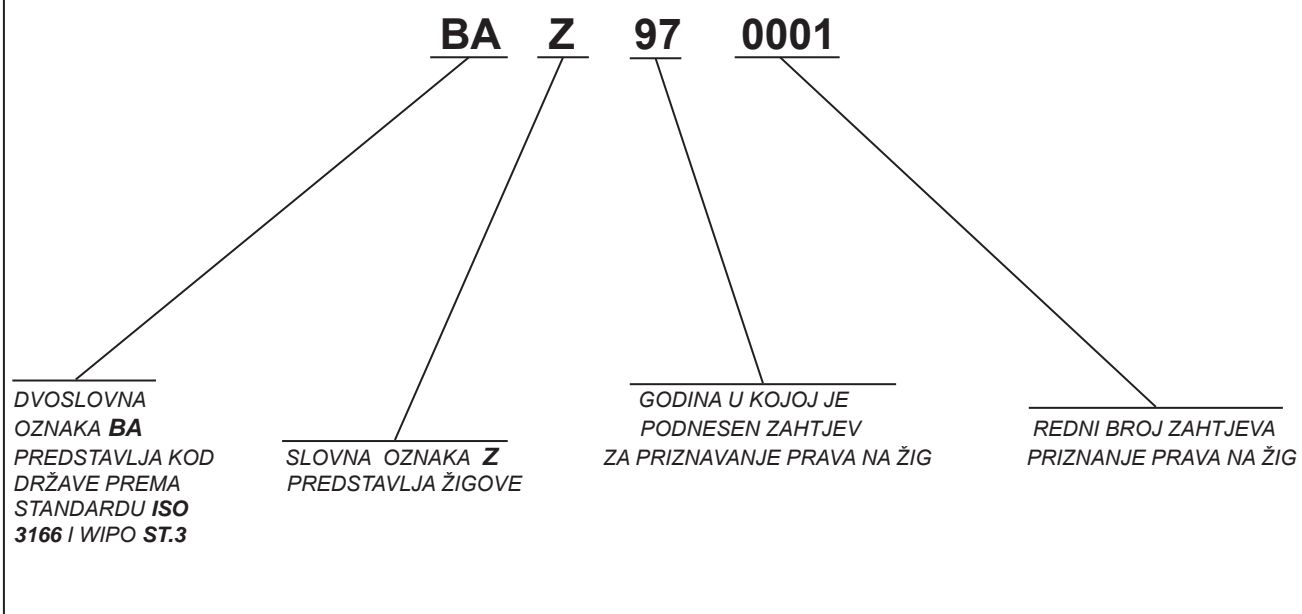 BA Z 97 0001
DVOSLOVNA
OZNAKA BA
PREDSTAVLJA KOD
DRŽAVE PREMA
STANDARDU ISO
3166 I WIPO ST.3
SLOVNA OZNAKA Z
PREDSTAVLJA ŽIGOVE
GODINA U KOJOJ JE
PODNESEN ZAHTJEV
ZA PRIZNAVANJE PRAVA NA ŽIG
REDNI BROJ ZAHTJEVA
PRIZNANJE PRAVA NA ŽIG